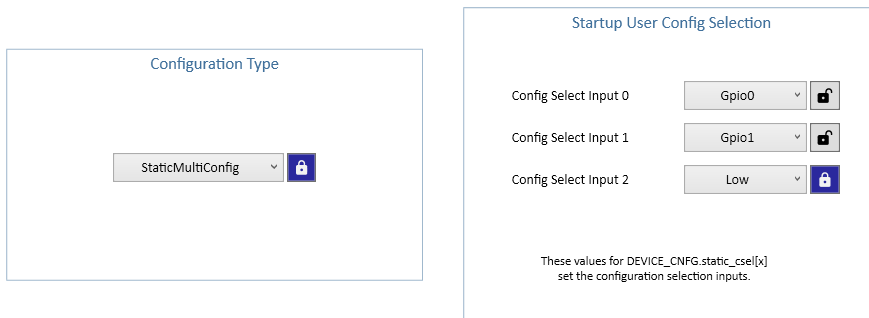 Configuration Type
StaticMultiConfig
Startup User Config Selection
Config Select Input 0 Gpio0
Config Select Input 1 Gpio1
Config Select Input 2 Low
These values for DEVICE_CNFG.static_csel[x]
set the configuration selection inputs.